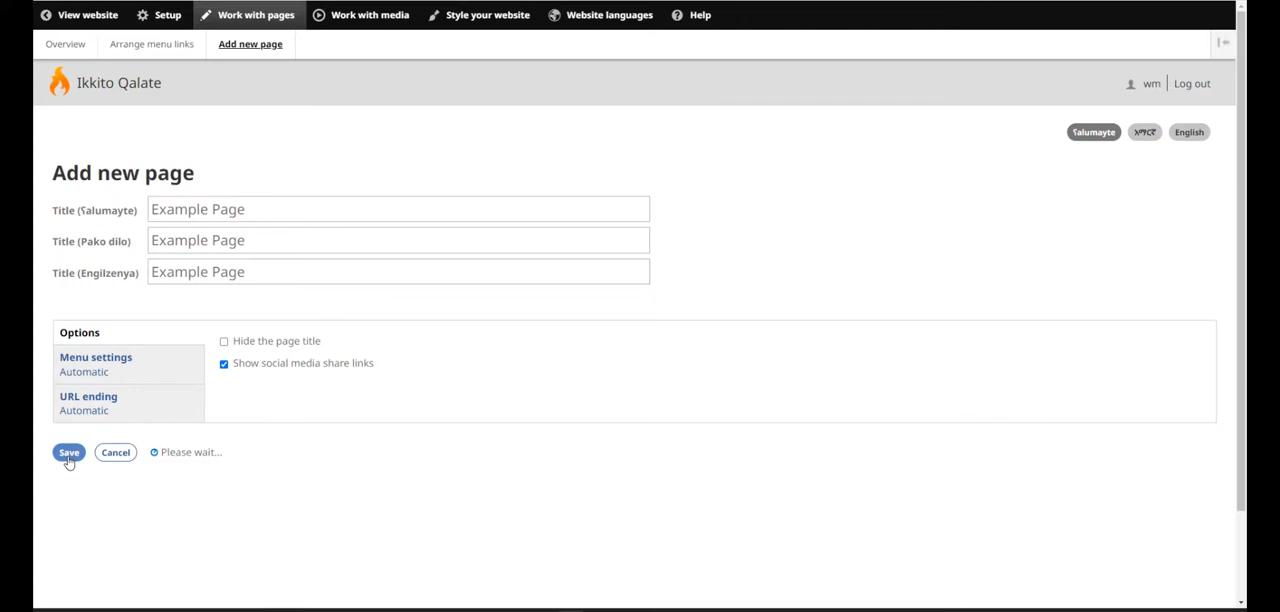 View website Setup Work with pages Work with media Style your website Website languages Help
Overview Arrange menu links Add new page
Ikkito Qalate wm Log out
ʕalumayte አማርኛ English
Add new page
Title (ʕalumayte) Example Page
Title (Pako dilo) Example Page
Title (Engilzenya) Example Page
Options
Hide the page title
Menu settings
Show social media share links
Automatic
URL ending
Automatic
Save Cancel Please wait...